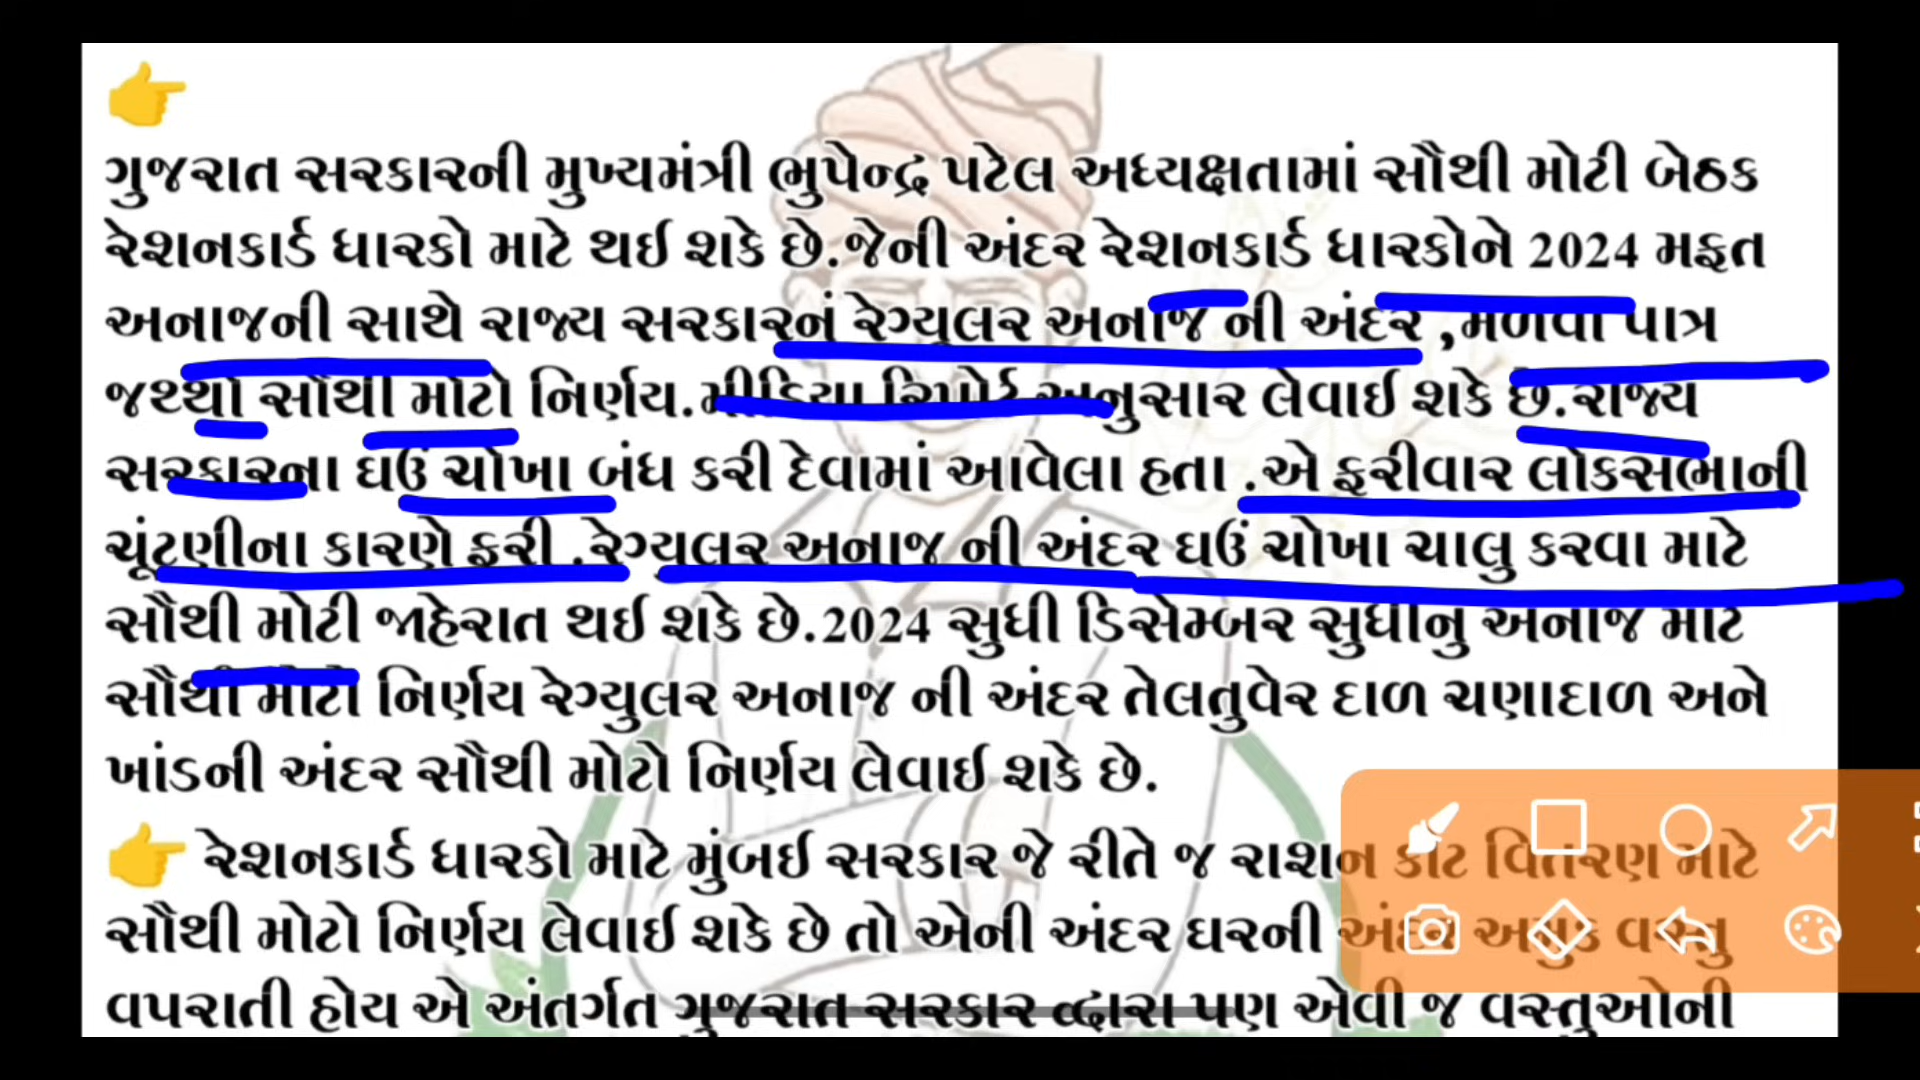 ગુજરાત સરકારની મુખ્યમંત્રી ભુપેન્દ્ર પટેલ અધ્યક્ષતામાં સૌથી મોટી બેઠક
રેશનકાર્ડ ધારકો માટે થઈ શકે છે.જેની અંદર રેશનકાર્ડ ધારકોને 2024 મફત
અનાજની સાથે રાજ્ય સરકારનં રેગ્યુલર અનાજ ની અંદર ,મળવા પાત્ર
જથ્થો સૌથી મોટો નિર્ણય.મીડિયા રિપોર્ટ અનુસાર લેવાઈ શકે છે.રાજ્ય
સરકારના ઘઉં ચોખા બંધ કરી દેવામાં આવેલા હતા .એ ફરીવાર લોકસભાની
ચૂંટણીના કારણે ફરી .રેગ્યુલર અનાજ ની અંદર ઘઉં ચોખા ચાલુ કરવા માટે
સૌથી મોટી જાહેરાત થઈ શકે છે.2024 સુધી ડિસેમ્બર સુધીનુ અનાજ માટે
સૌથી મોટો નિર્ણય રેગ્યુલર અનાજ ની અંદર તેલતુવેર દાળ ચણાદાળ અને
ખાંડની અંદર સૌથી મોટો નિર્ણય લેવાઈ શકે છે.
રેશનકાર્ડ ધારકો માટે મુંબઈ સરકાર જે રીતે જ રાશન કીટ વિતરણ માટે
સૌથી મોટો નિર્ણય લેવાઈ શકે છે તો એની અંદર ઘરની અંદર અમુક વસ્તુ
વપરાતી હોય એ અંતર્ગત ગુજરાત સરકાર દ્વારા પણ એવી જ વસ્તુઓની